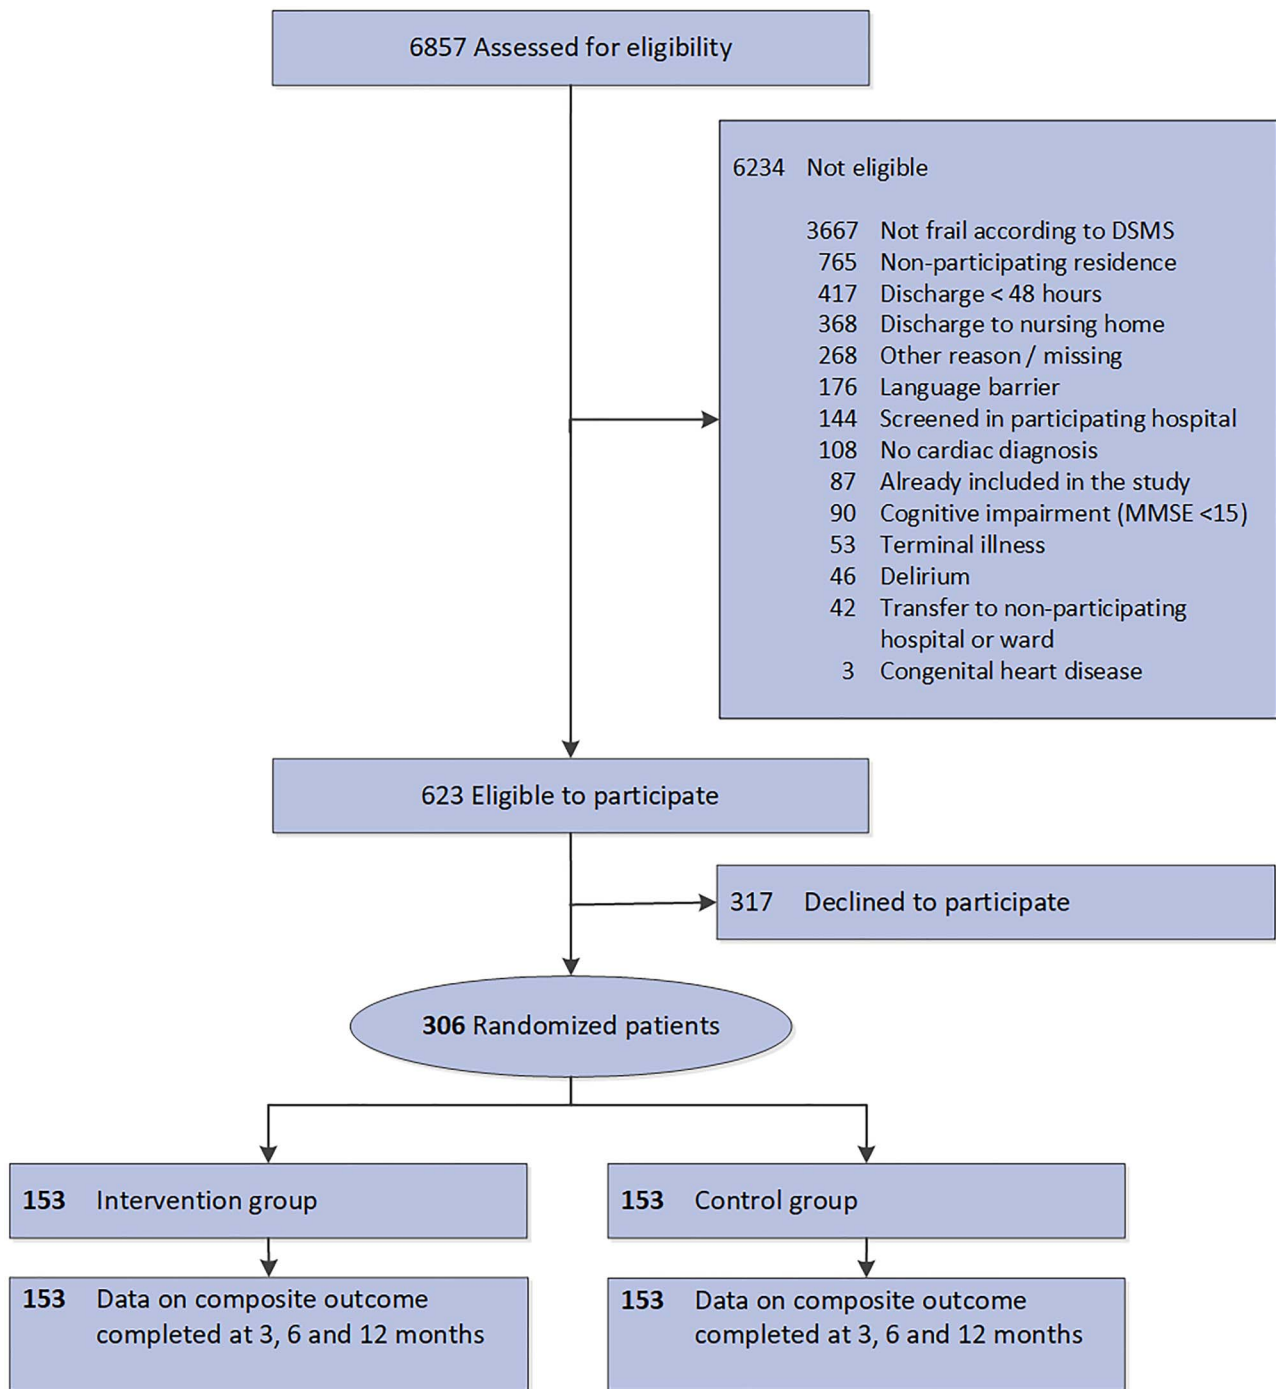 6857 Assessed for eligibility
6234 Not eligible
3667 Not frail according to DSMS
765 Non-participating residence
417 Discharge < 48 hours
368 Discharge to nursing home
268 Other reason / missing
176 Language barrier
144 Screened in participating hospital
108 No cardiac diagnosis
87 Already included in the study
90 Cognitive impairment (MMSE <15)
53 Terminal illness
46 Delirium
42 Transfer to non-participating
hospital or ward
3 Congenital heart disease
623 Eligible to participate
317 Declined to participate
306 Randomized patients
153 Intervention group
153 Control group
153 Data on composite outcome
completed at 3, 6 and 12 months
153 Data on composite outcome
completed at 3, 6 and 12 months